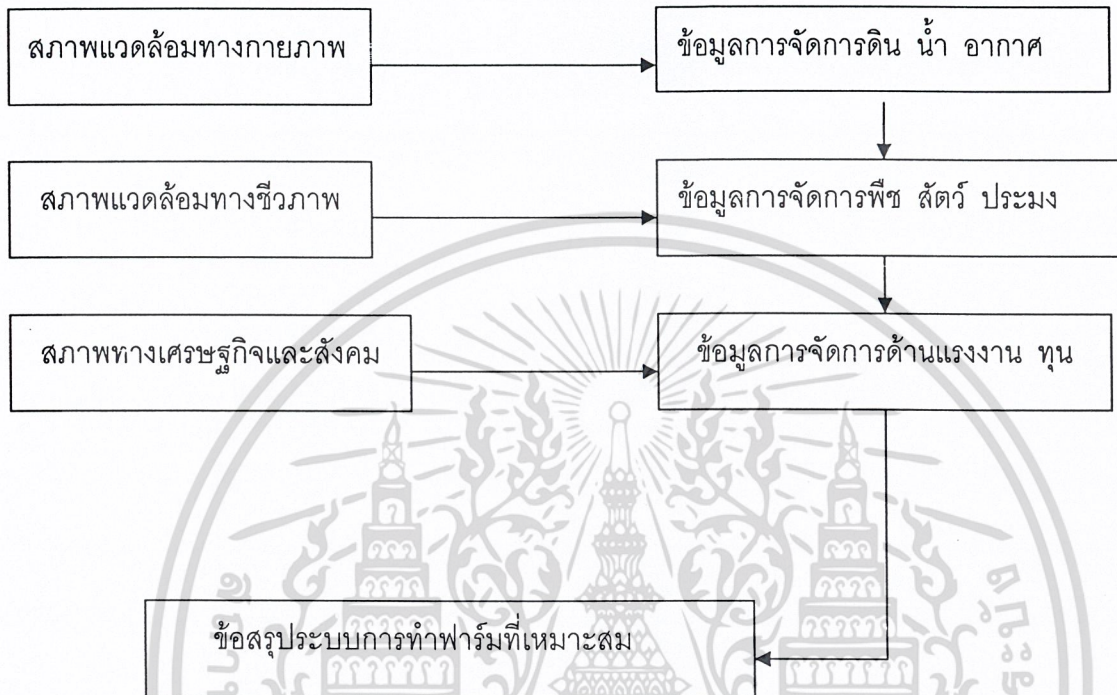 สภาพแวดล้อมทางกายภาพ
ข้อมูลการจัดการดิน น้ำ อากาศ
สภาพแวดล้อมทางชีวภาพ
ข้อมูลการจัดการพืช สัตว์ ประมง
สภาพทางเศรษฐกิจและสังคม
ข้อมูลการจัดการด้านแรงงาน ทุน
ข้อสรุประบบการทำฟาร์มที่เหมาะสม